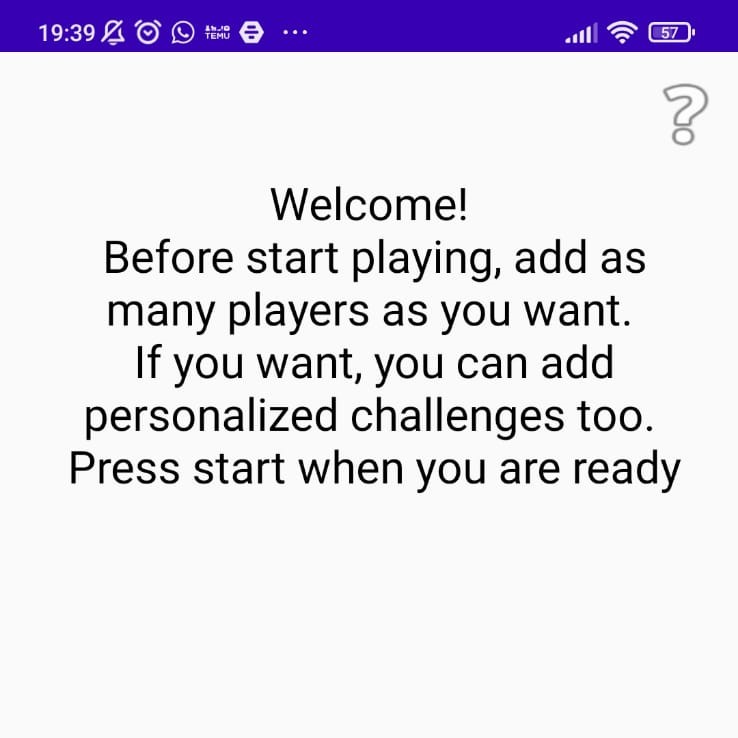 19:39 TEMU ... 57
?
Welcome!
Before start playing, add as
many players as you want.
If you want, you can add
personalized challenges too.
Press start when you are ready